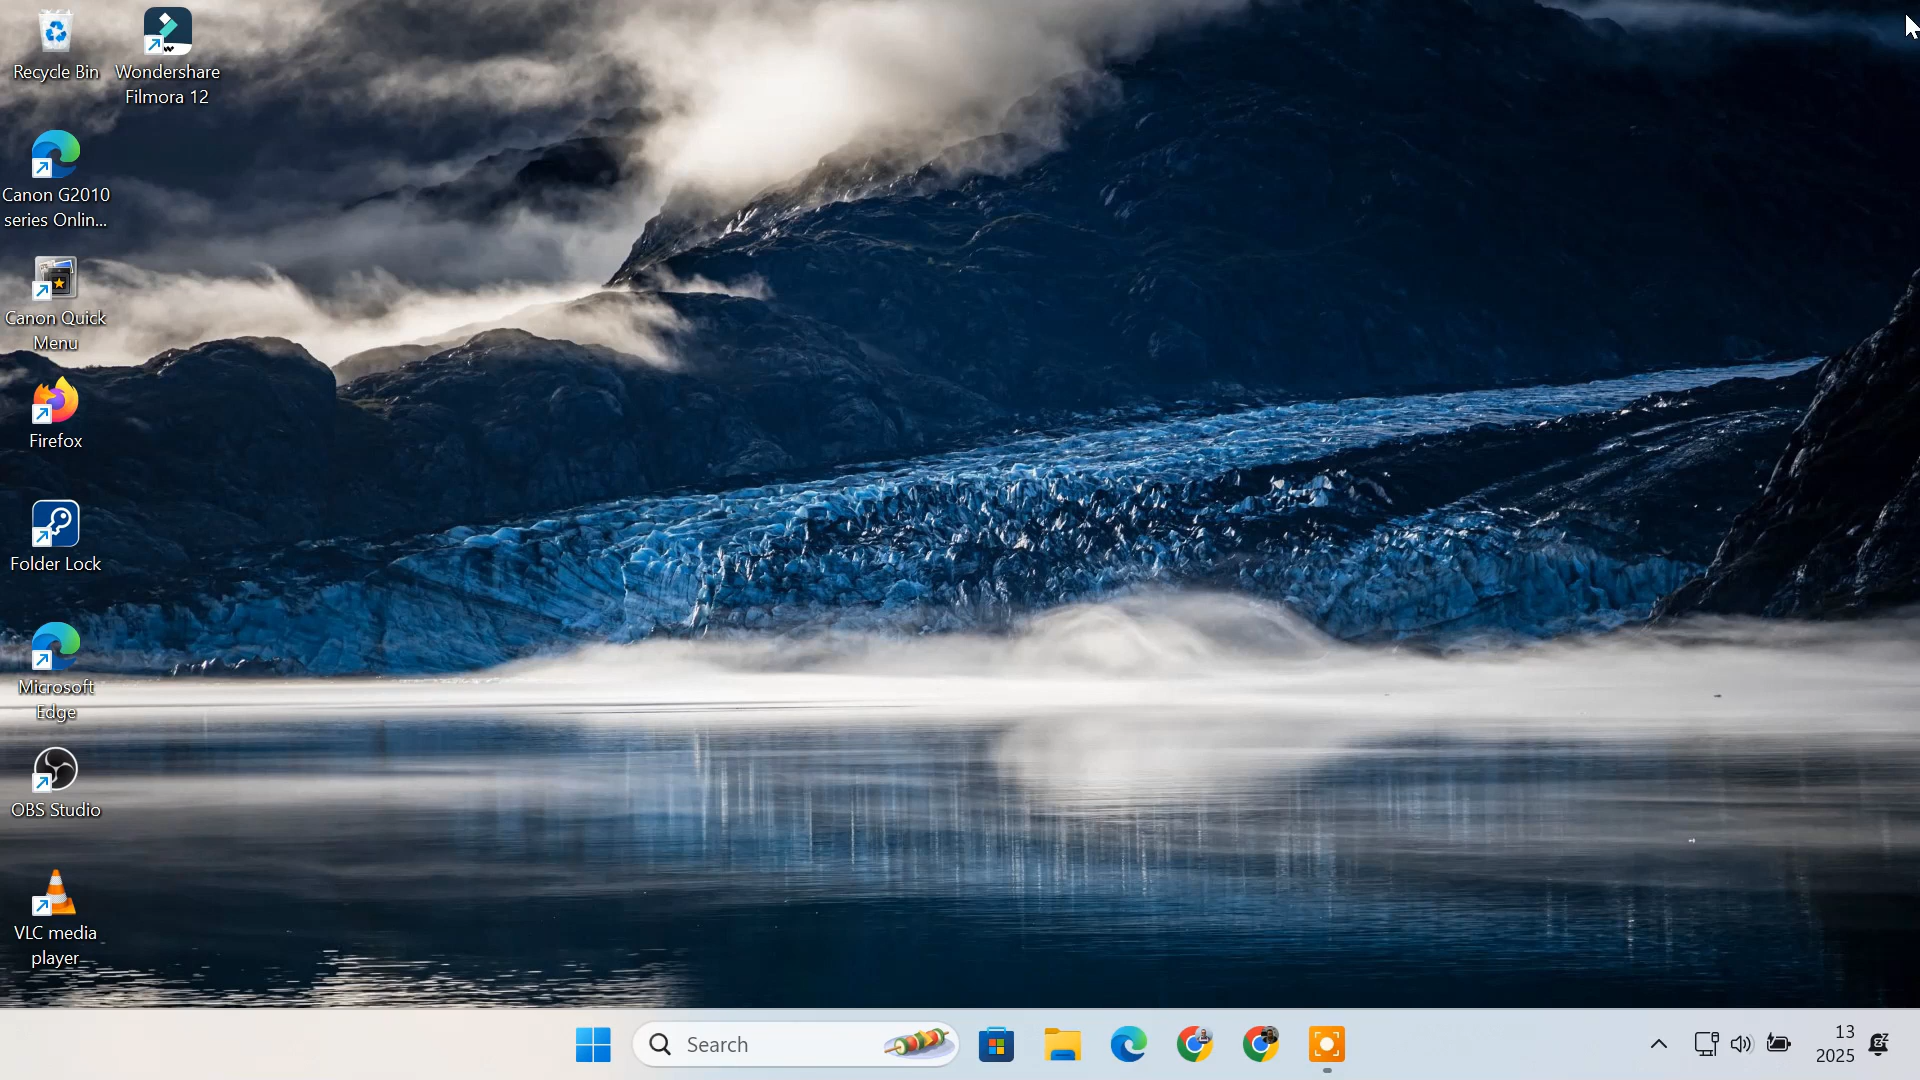 Recycle Bin
Wondershare
Filmora 12
Canon G2010
series Onlin...
Canon Quick
Menu
Firefox
Folder Lock
Microsoft
Edge
OBS Studio
VLC media
player
Search
13
2025